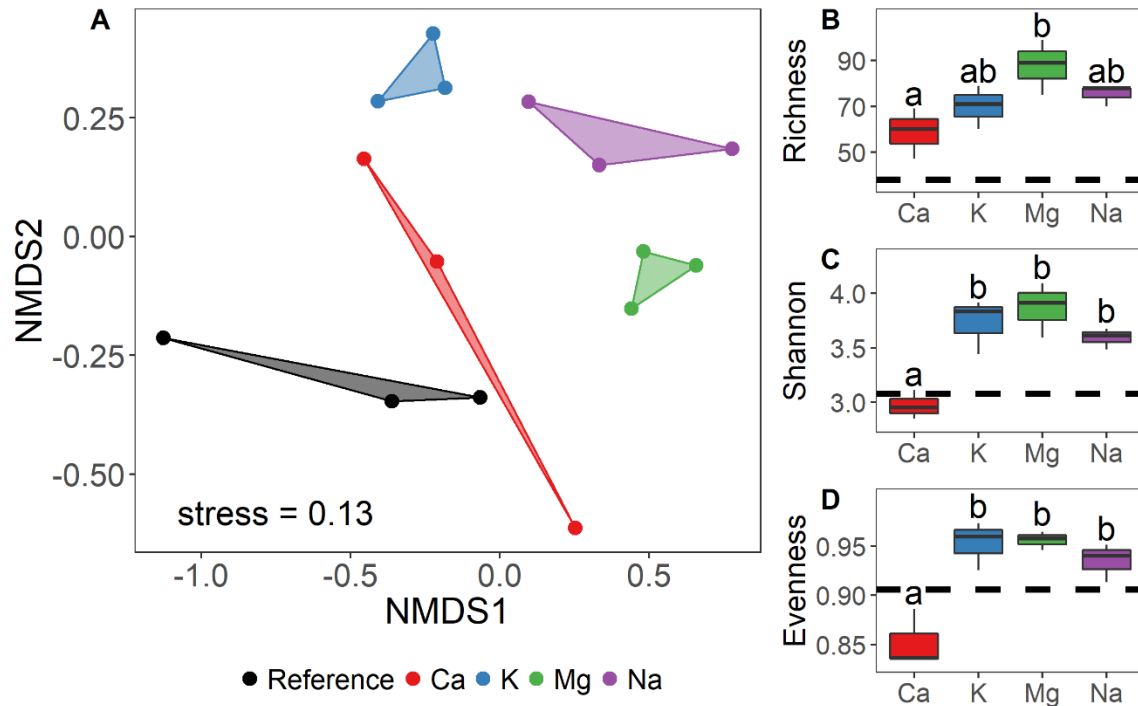 A
NMDS2
0.25
0.00
-0.25
-0.50
stress = 0.13
-1.0 -0.5 0.0 0.5
NMDS1
Reference Ca K Mg Na
B
Richness
90
70
50
a ab b ab
Ca K Mg Na
C
Shannon
4.0
3.5
3.0
a b b b
Ca K Mg Na
D
Evenness
0.95
0.90
0.85
a b b b
Ca K Mg Na